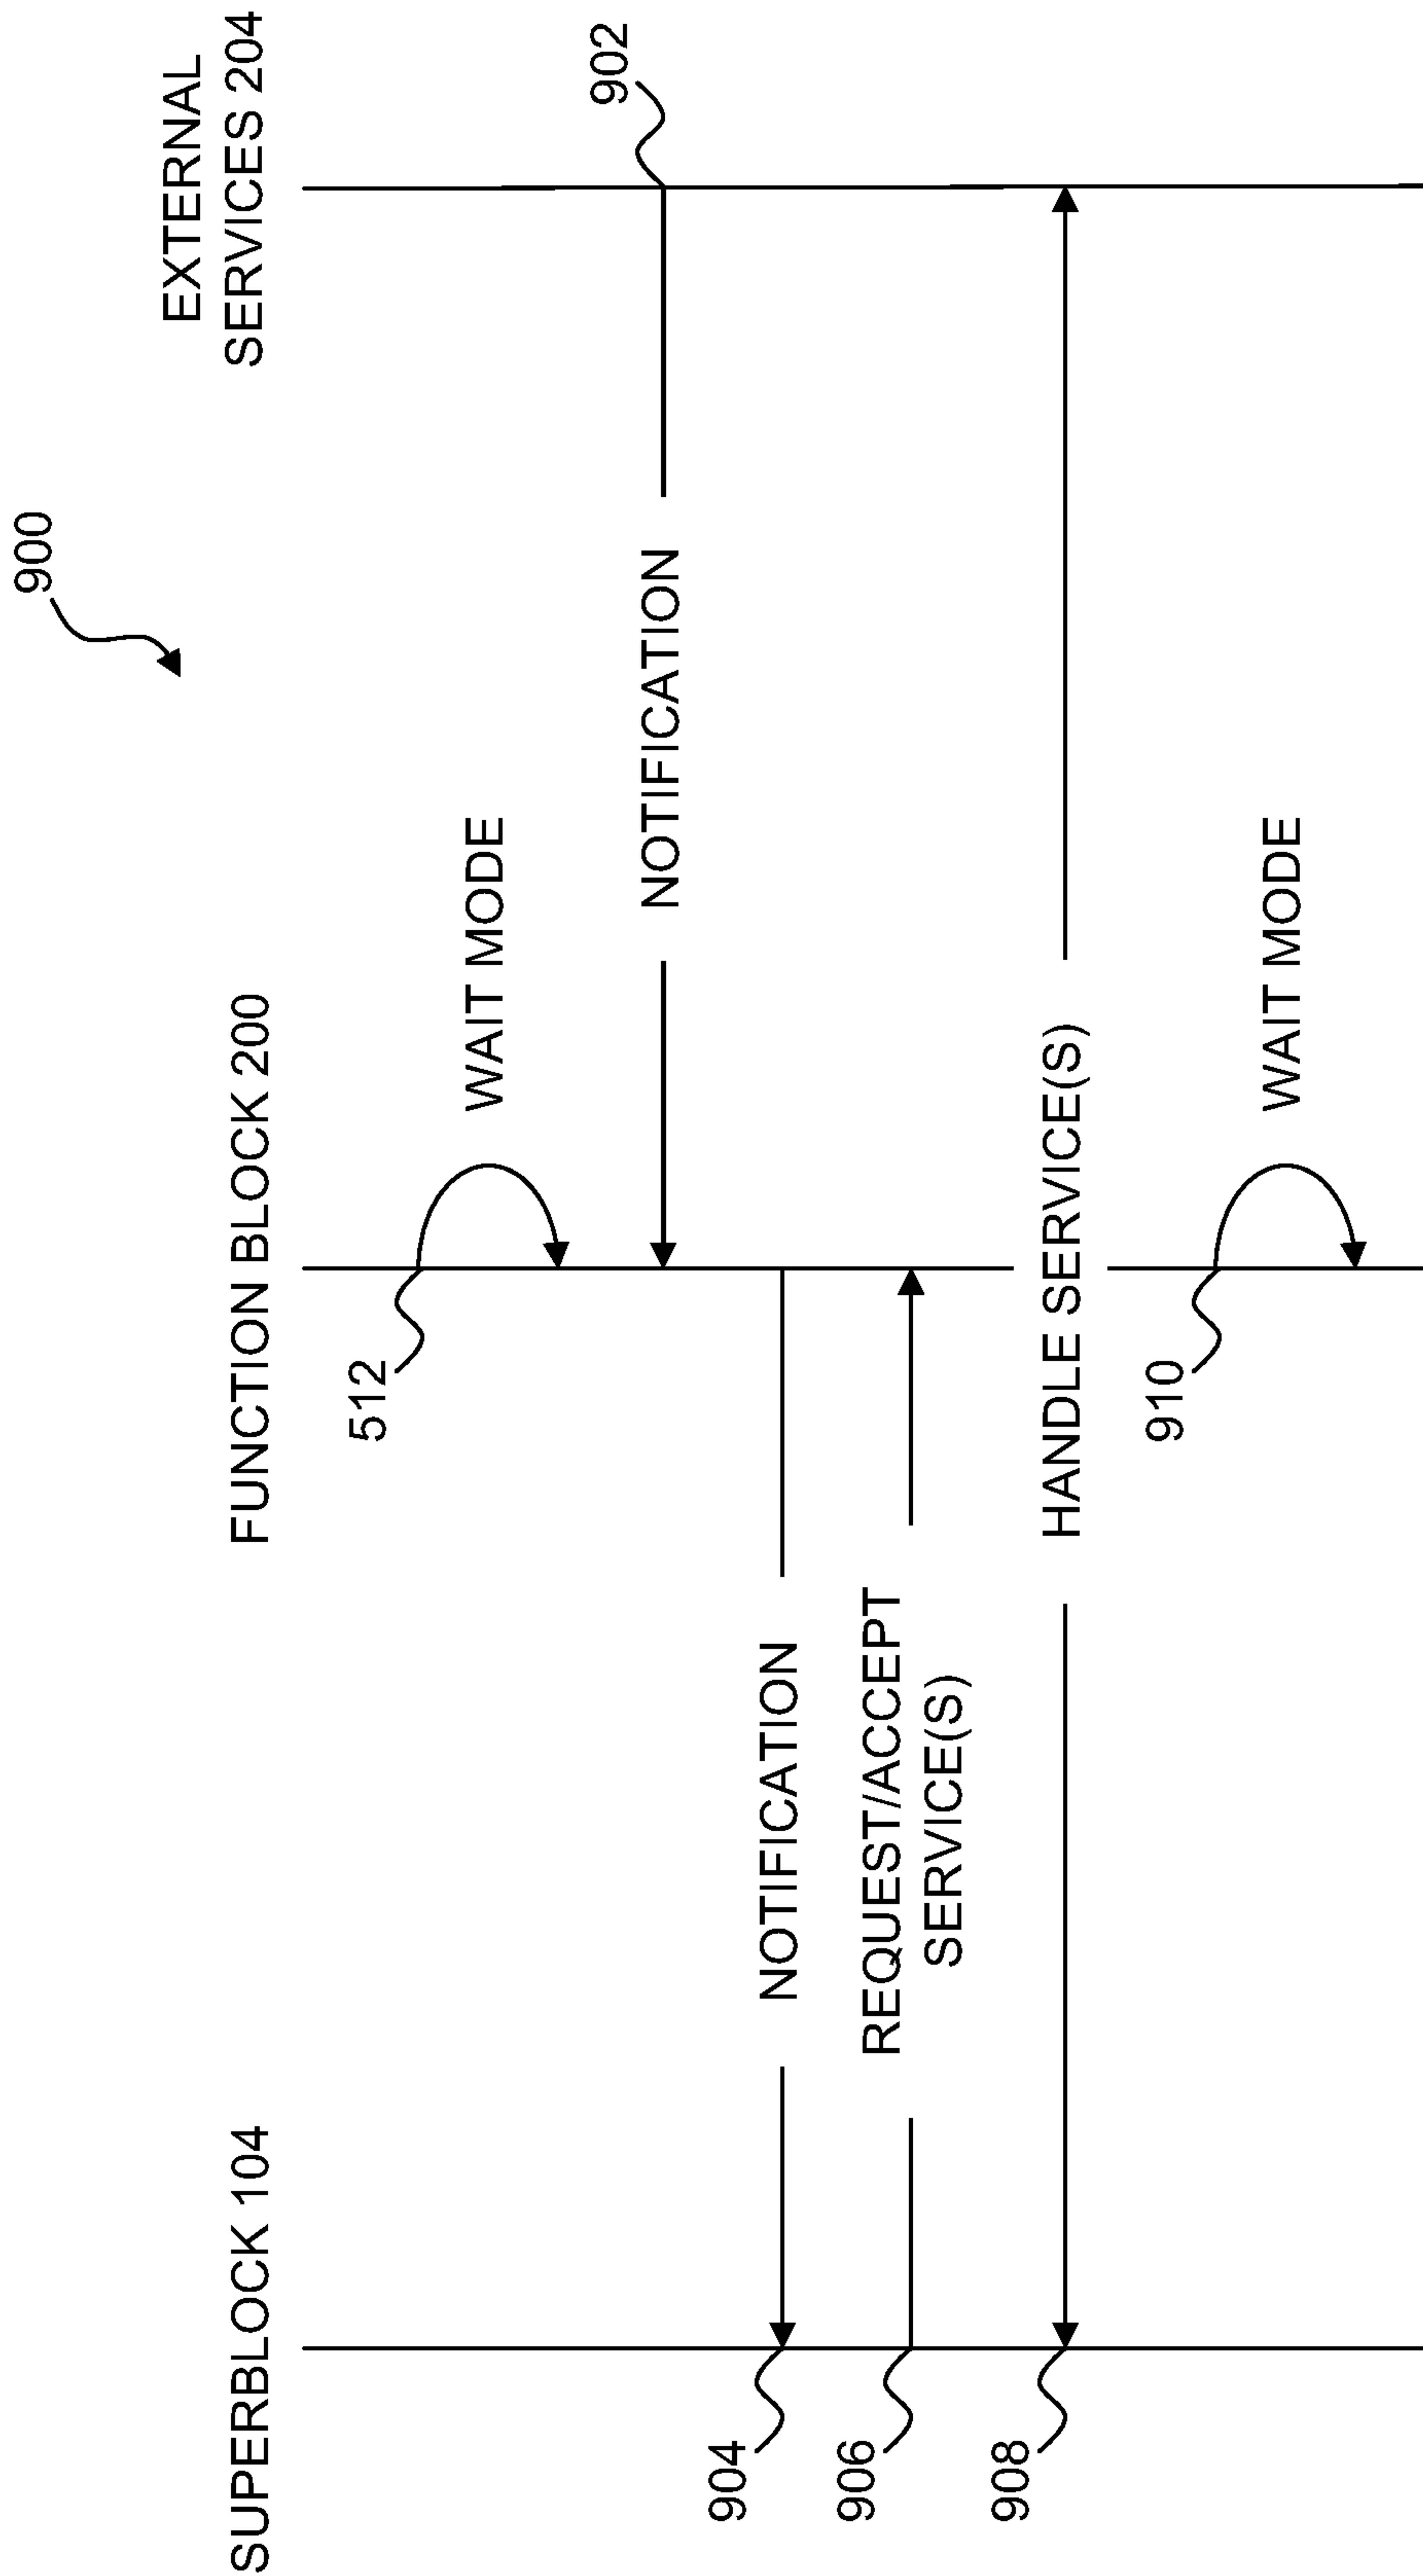 900
SUPERBLOCK 104
FUNCTION BLOCK 200
EXTERNAL
SERVICES 204
512
WAIT MODE
NOTIFICATION
902
904
NOTIFICATION
906
REQUEST/ACCEPT
SERVICE(S)
908
HANDLE SERVICE(S)
910
WAIT MODE